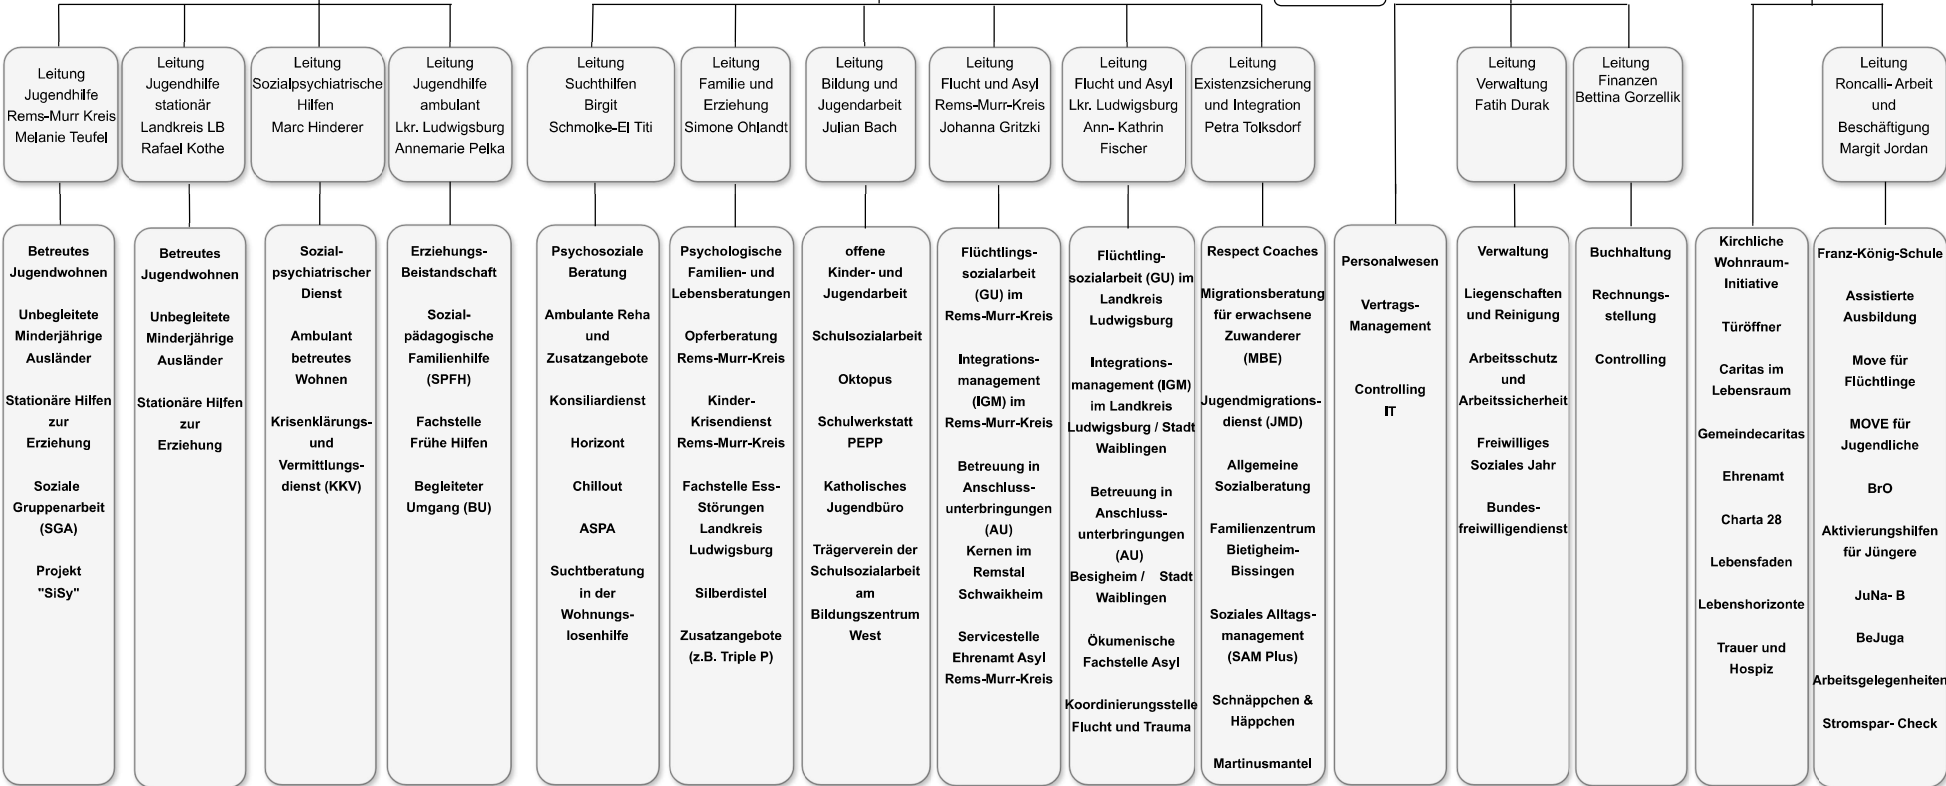 Leitung
Jugendhilfe
Rems-Murr Kreis
Melanie Teufel
Leitung
Jugendhilfe
stationär
Landkreis LB
Rafael Kothe
Leitung
Sozialpsychiatrische
Hilfen
Marc Hinderer
Leitung
Jugendhilfe
ambulant
Lkr. Ludwigsburg
Annemarie Pelka
Leitung
Suchthilfen
Birgit
Schmolke-El Titi
Leitung
Familie und
Erziehung
Simone Ohlandt
Leitung
Bildung und
Jugendarbeit
Julian Bach
Leitung
Flucht und Asyl
Rems-Murr-Kreis
Johanna Gritzki
Leitung
Flucht und Asyl
Lkr. Ludwigsburg
Ann- Kathrin
Fischer
Leitung
Existenzsicherung
und Integration
Petra Tolksdorf
Leitung
Verwaltung
Fatih Durak
Leitung
Finanzen
Bettina Gorzellik
Leitung
Roncalli-Arbeit
und
Beschäftigung
Margit Jordan
Betreutes
Jugendwohnen
Unbegleitete
Minderjährige
Ausländer
Stationäre Hilfen
zur
Erziehung
Soziale
Gruppenarbeit
(SGA)
Projekt
"SiSy"
Betreutes
Jugendwohnen
Unbegleitete
Minderjährige
Ausländer
Stationäre Hilfen
zur
Erziehung
Sozial-
psychiatrischer
Dienst
Ambulant
betreutes
Wohnen
Krisenklärungs-
und
Vermittlungs-
dienst (KKV)
Erziehungs-
Beistandschaft
Sozial-
pädagogische
Familienhilfe
(SPFH)
Fachstelle
Frühe Hilfen
Begleiteter
Umgang (BU)
Psychosoziale
Beratung
Ambulante Reha
und
Zusatzangebote
Konsiliardienst
Horizont
Chillout
ASPA
Suchtberatung
in der
Wohnungs-
losenhilfe
Psychologische
Familien- und
Lebensberatungen
Opferberatung
Rems-Murr-Kreis
Kinder-
Krisendienst
Rems-Murr-Kreis
Fachstelle Ess-
Störungen
Landkreis
Ludwigsburg
Silberdistel
Zusatzangebote
(z.B. Triple P)
offene
Kinder- und
Jugendarbeit
Schulsozialarbeit
Oktopus
Schulwerkstatt
PEPP
Katholisches
Jugendbüro
Trägerverein der
Schulsozialarbeit
am
Bildungszentrum
West
Flüchtlings-
sozialarbeit
(GU) im
Rems-Murr-Kreis
Integrations-
management
(IGM) im
Rems-Murr-Kreis
Betreuung in
Anschluss-
unterbringungen
(AU)
Kernen im
Remstal
Schwaikheim
Servicestelle
Ehrenamt Asyl
Rems-Murr-Kreis
Flüchtling-
sozialarbeit (GU) im
Landkreis
Ludwigsburg
Integrations-
management (IGM)
im Landkreis
Ludwigsburg / Stadt
Waiblingen
Betreuung in
Anschluss-
unterbringungen
(AU)
Besigheim / Stadt
Waiblingen
Ökumenische
Fachstelle Asyl
Koordinierungsstelle
Flucht und Trauma
Respect Coaches
Migrationsberatung
für erwachsene
Zuwanderer
(MBE)
Jugendmigrations-
dienst (JMD)
Allgemeine
Sozialberatung
Familienzentrum
Bietigheim-
Bissingen
Soziales Alltags-
management
(SAM Plus)
Schnäppchen &
Häppchen
Martinusmantel
Personalwesen
Vertrags-
Management
Controlling
IT
Verwaltung
Liegenschaften
und Reinigung
Arbeitsschutz
und
Arbeitssicherheit
Freiwilliges
Soziales Jahr
Bundes-
freiwilligendienst
Buchhaltung
Rechnungs-
stellung
Controlling
Kirchliche
Wohnraum-
Initiative
Türöffner
Caritas im
Lebensraum
Gemeindecaritas
Ehrenamt
Charta 28
Lebensfaden
Lebenshorizonte
Trauer und
Hospiz
Franz-König-Schule
Assistierte
Ausbildung
Move für
Flüchtlinge
MOVE für
Jugendliche
BrO
Aktivierungshilfen
für Jüngere
JuNa- B
BeJuga
Arbeitsgelegenheiten
Stromspar- Check